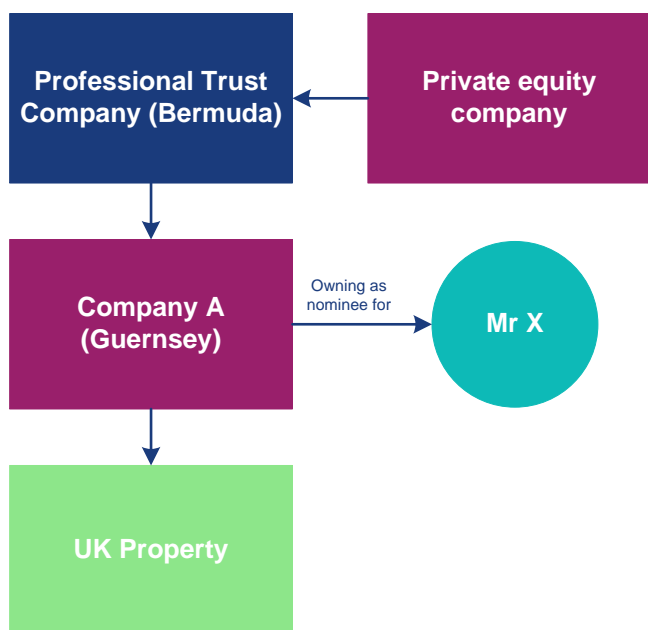 Professional Trust
Company (Bermuda)
Private equity
company
Company A
(Guernsey)
Owning as
nominee for
Mr X
UK Property